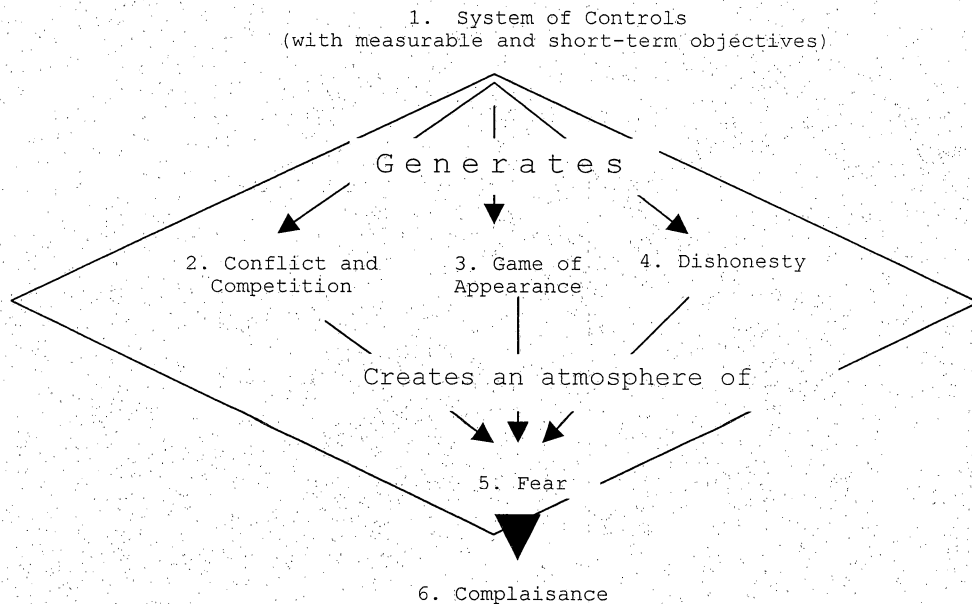 1. System of Controls
(with measurable and short-term objectives)
Generates
2. Conflict and
Competition
3. Game of
Appearance
4. Dishonesty
Creates an atmosphere of
5. Fear
6. Complaisance